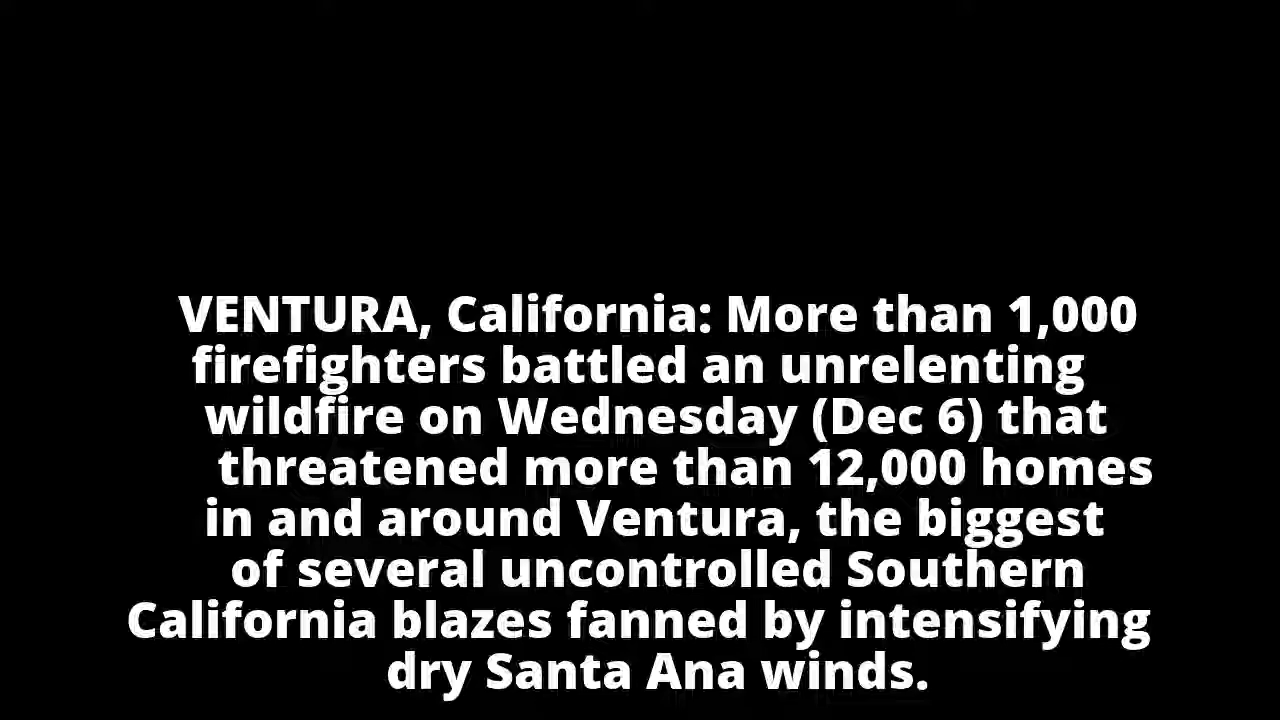 VENTURA, California: More than 1,000
firefighters battled an unrelenting
wildfire on Wednesday (Dec 6) that
threatened more than 12,000 homes
in and around Ventura, the biggest
of several uncontrolled Southern
California blazes fanned by intensifying
dry Santa Ana winds.